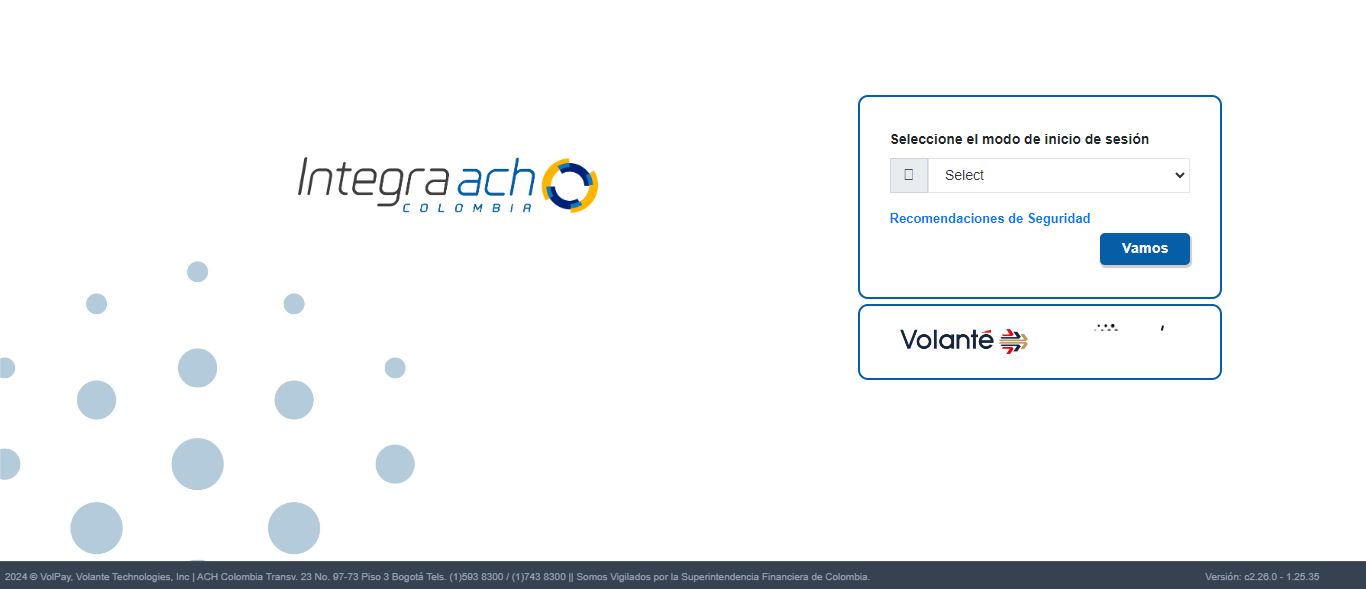 Integra ach
COLOMBIA
Seleccione el modo de inicio de sesión
Select
Recomendaciones de Seguridad
Vamos
Volanté
2024 © VolPay, Volante Technologies, Inc | ACH Colombia Transv. 23 No. 97-73 Piso 3 Bogotá Tels. (1)593 8300 / (1)743 8300 || Somos Vigilados por la Superintendencia Financiera de Colombia.
Versión: c2.26.0 - 1.25.35